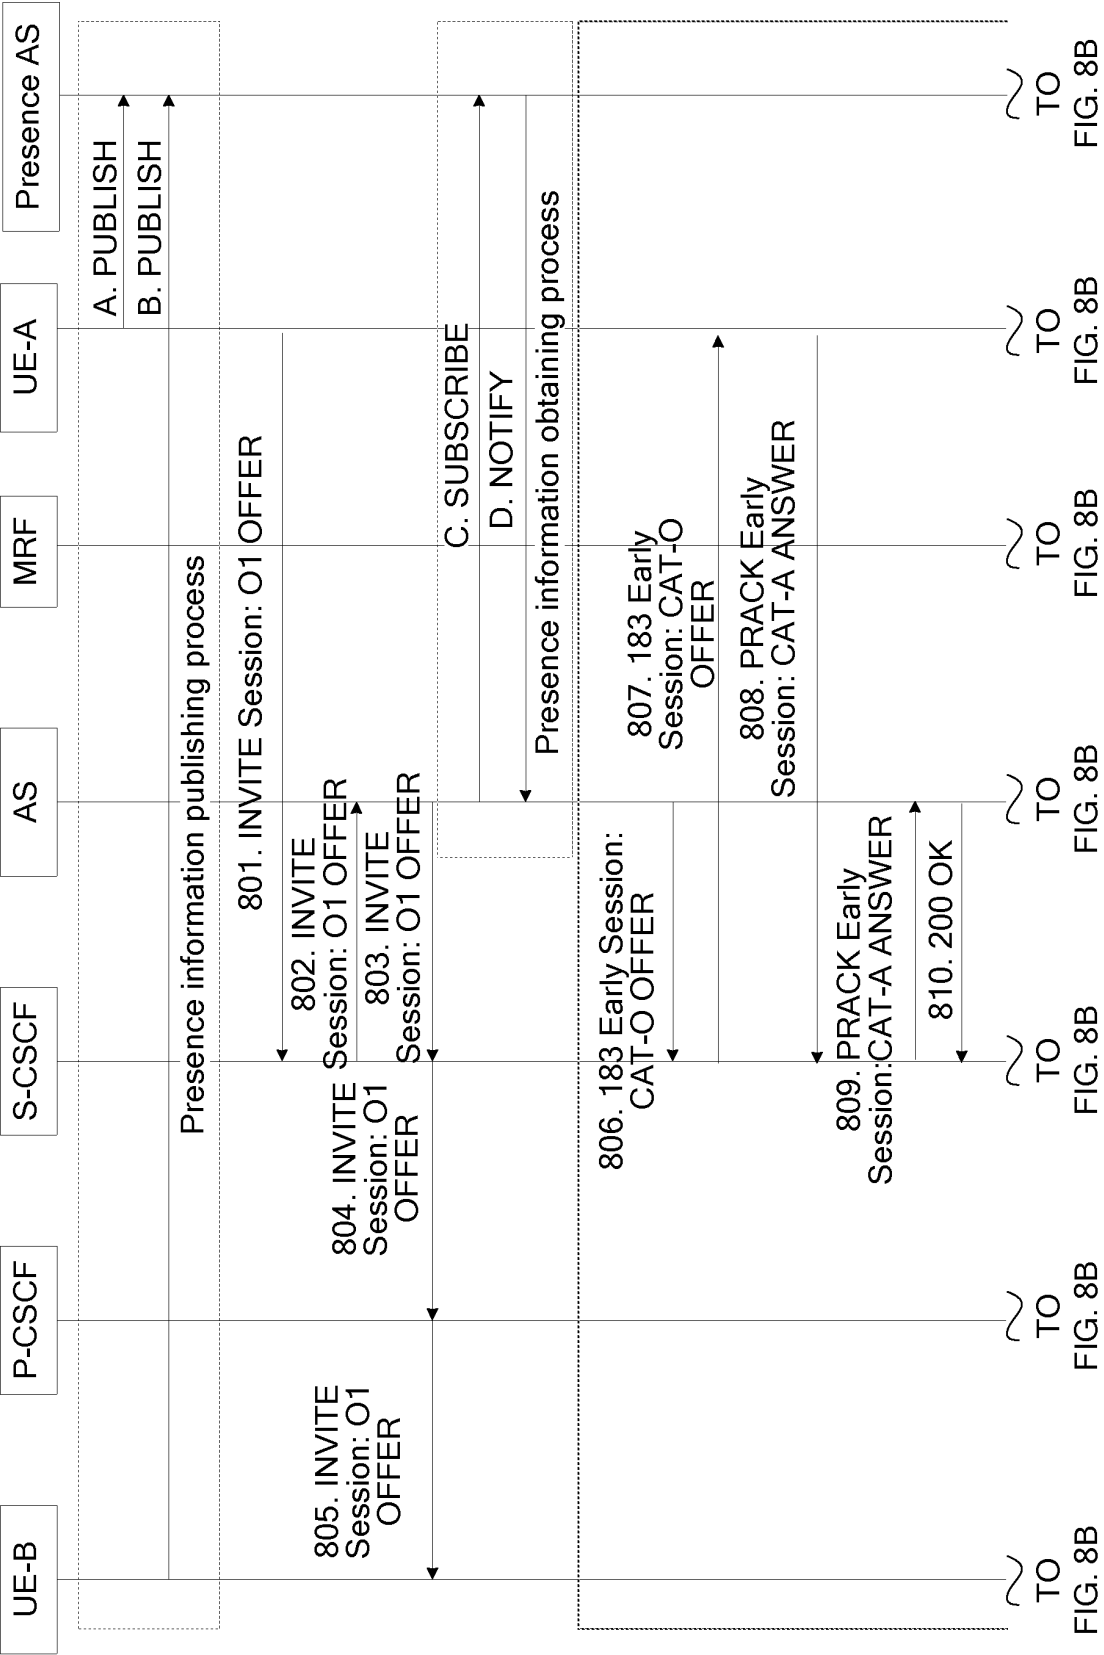 UE-B
P-CSCF
S-CSCF
AS
MRF
UE-A
Presence AS
A. PUBLISH
B. PUBLISH
Presence information publishing process
801. INVITE Session: O1 OFFER
802. INVITE
Session: O1 OFFER
803. INVITE
Session: O1 OFFER
804. INVITE
Session: O1
OFFER
805. INVITE
Session: O1
OFFER
C. SUBSCRIBE
D. NOTIFY
Presence information obtaining process
806. 183 Early Session:
CAT-O OFFER
807. 183 Early
Session: CAT-O
OFFER
808. PRACK Early
Session: CAT-A ANSWER
809. PRACK Early
Session:CAT-A ANSWER
810. 200 OK
TO
FIG. 8B
TO
FIG. 8B
TO
FIG. 8B
TO
FIG. 8B
TO
FIG. 8B
TO
FIG. 8B
TO
FIG. 8B